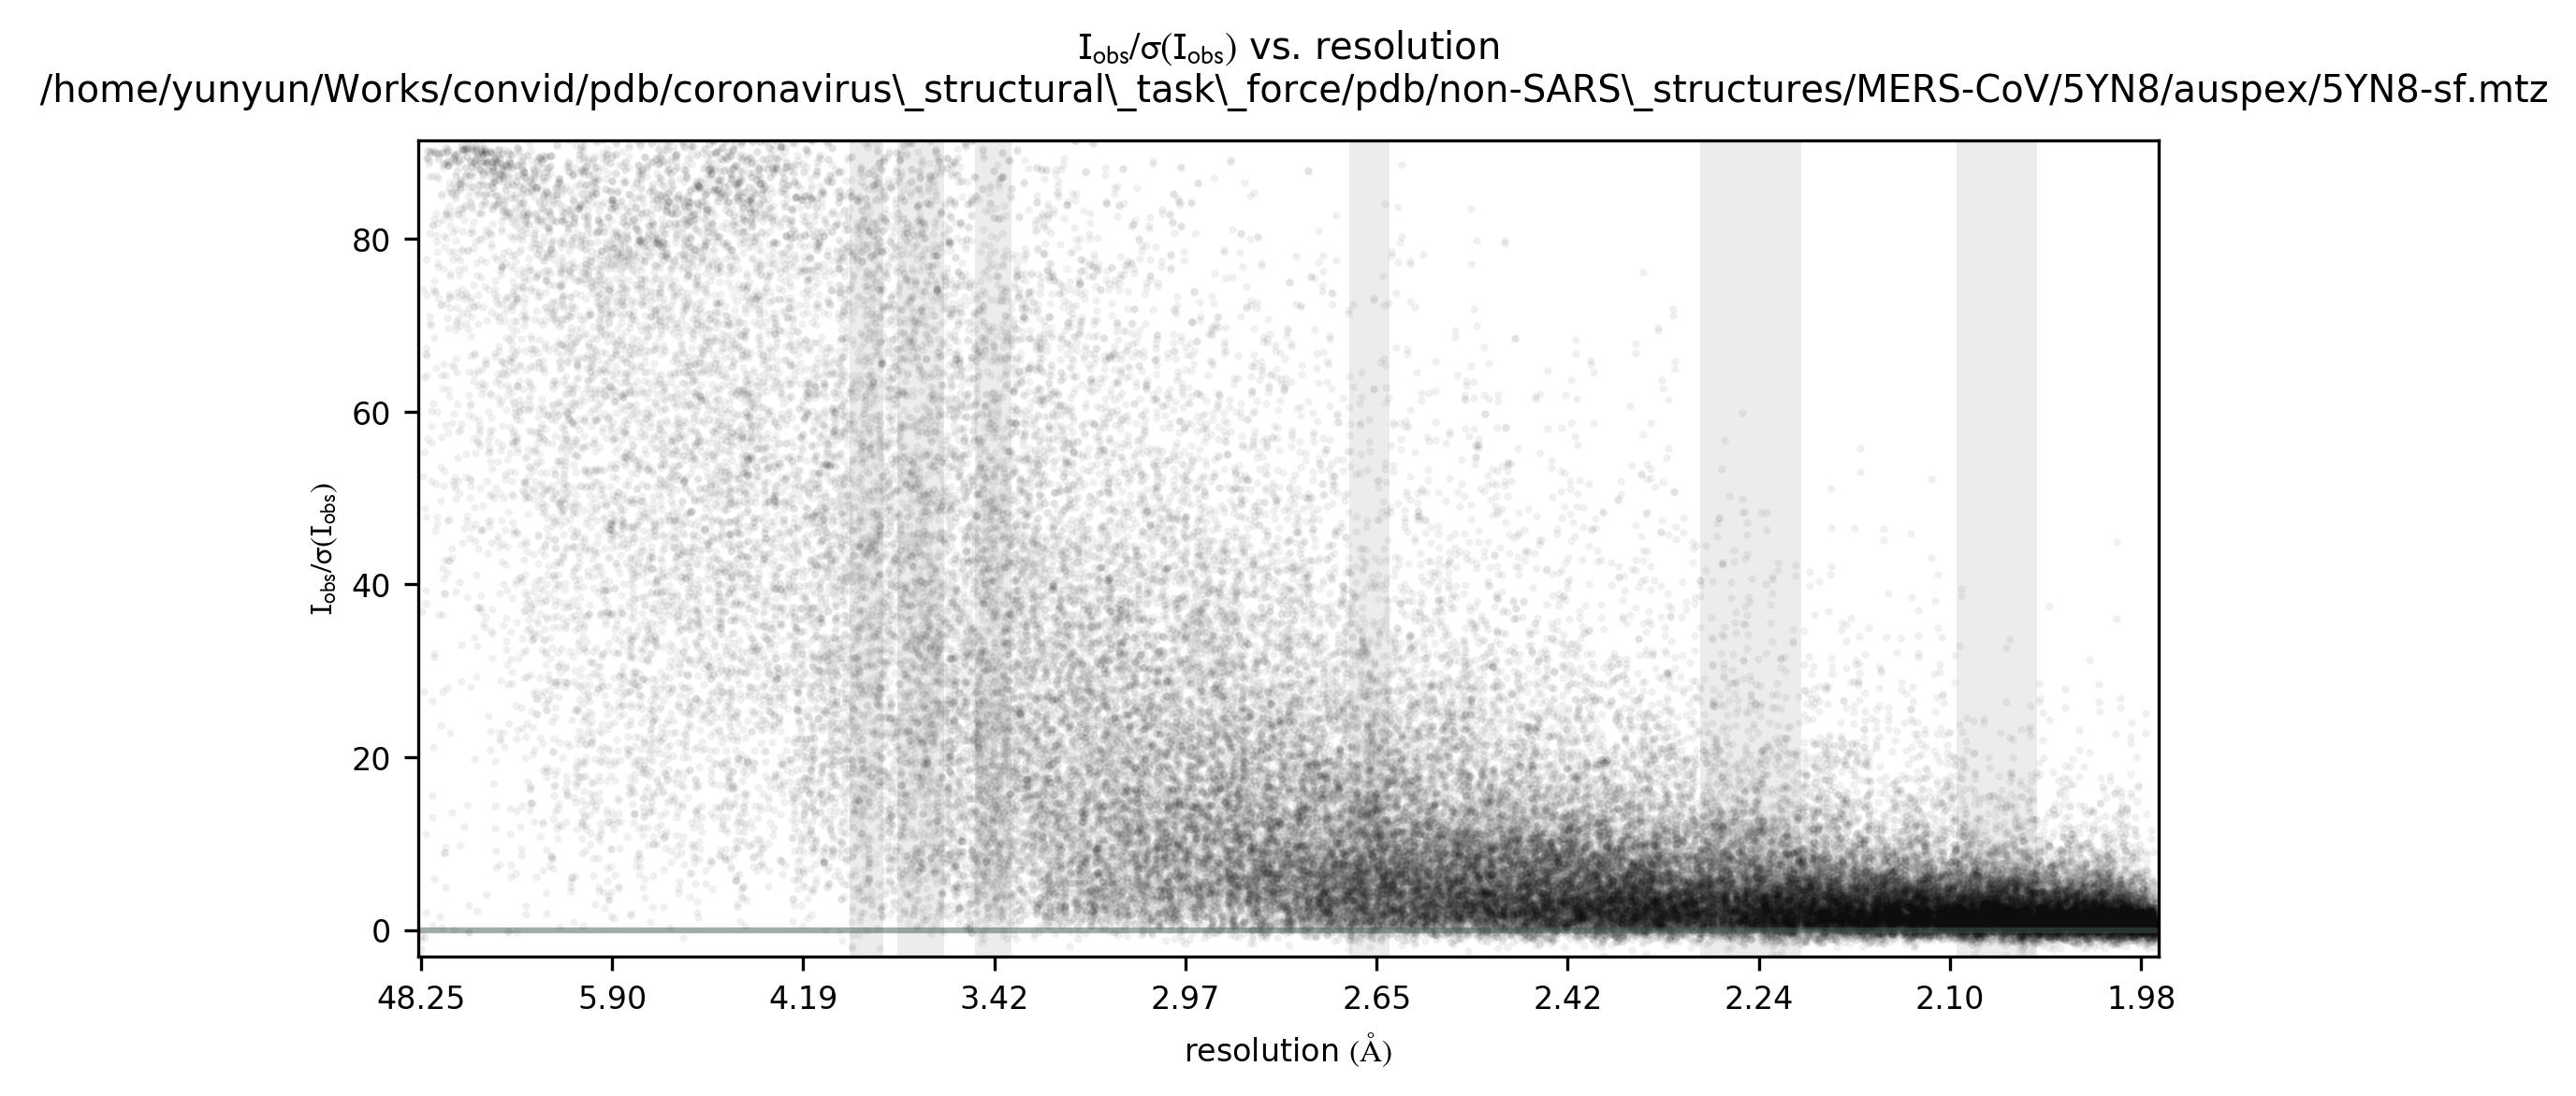 Iobs/σ(Iobs) vs. resolution
/home/yunyun/Works/convid/pdb/coronavirus\_structural\_task\_force/pdb/non-SARS\_structures/MERS-CoV/5YN8/auspex/5YN8-sf.mtz
80
60
40
20
0
Iobs/σ(Iobs)
48.25 5.90 4.19 3.42 2.97 2.65 2.42 2.24 2.10 1.98
resolution (Å)